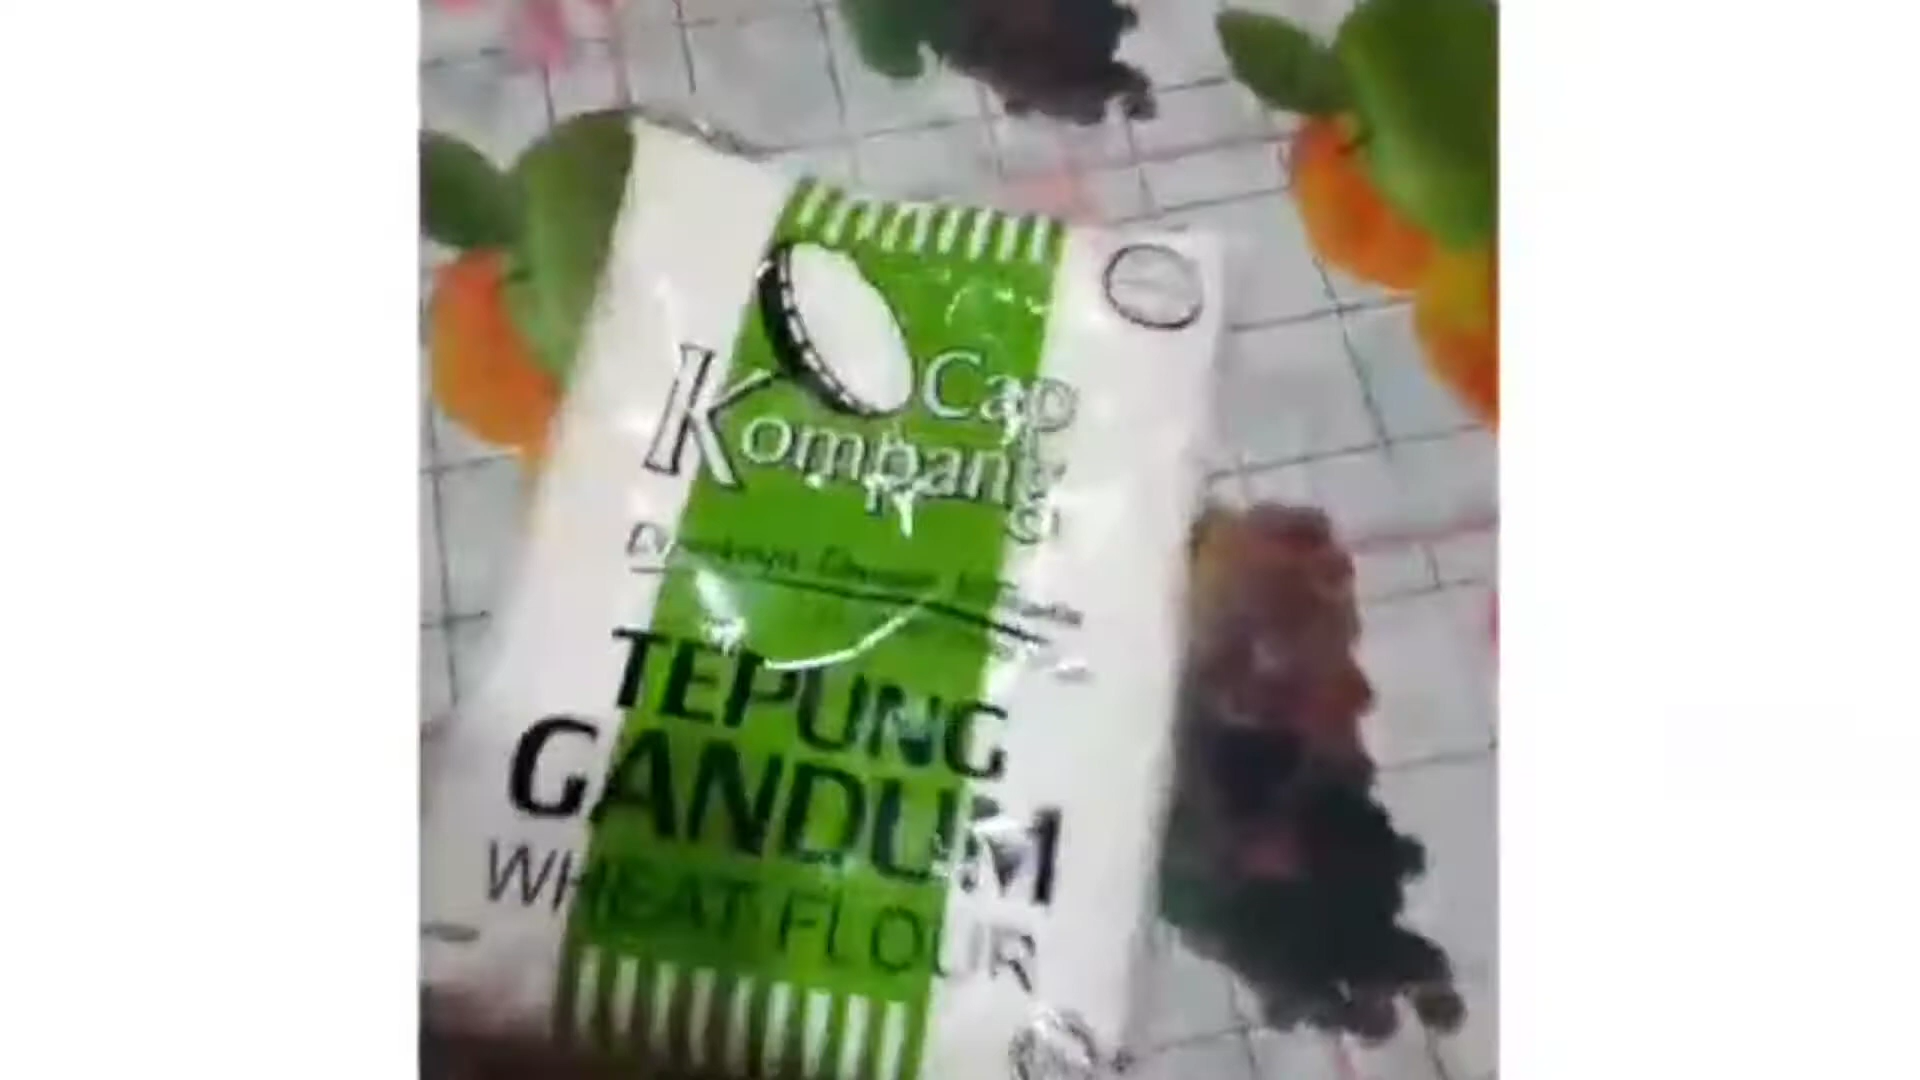 Cap
Kompang
TEPUNG
GANDUM
WHEAT FLOUR